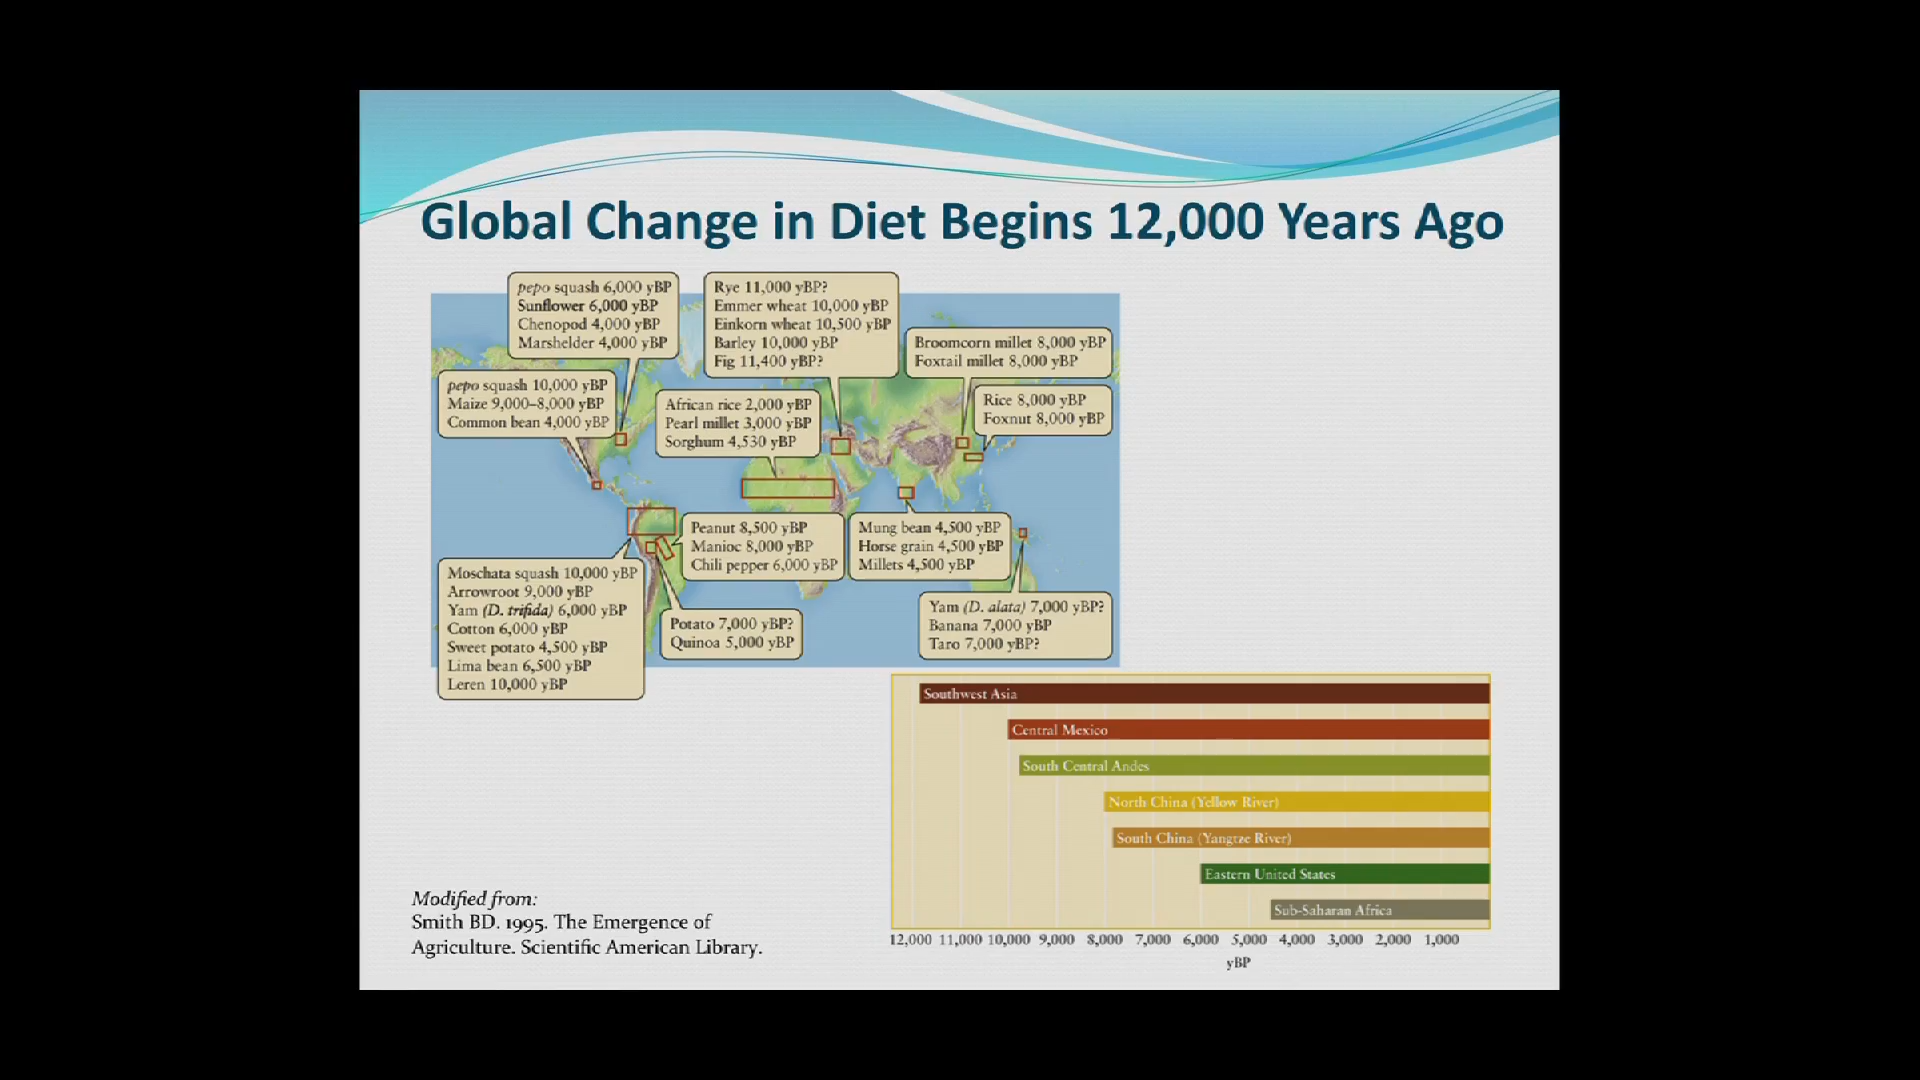 Global Change in Diet Begins 12,000 Years Ago
pepo squash 6,000 yBP
Sunflower 6,000 yBP
Chenopod 4,000 yBP
Marshelder 4,000 yBP
Rye 11,000 yBP?
Emmer wheat 10,000 yBP
Einkorn wheat 10,500 yBP
Barley 10,000 yBP
Fig 11,400 yBP?
Broomcorn millet 8,000 yBP
Foxtail millet 8,000 yBP
pepo squash 10,000 yBP
Maize 9,000–8,000 yBP
Common bean 4,000 yBP
African rice 2,000 yBP
Pearl millet 3,000 yBP
Sorghum 4,530 yBP
Rice 8,000 yBP
Foxnut 8,000 yBP
Peanut 8,500 yBP
Manioc 8,000 yBP
Chili pepper 6,000 yBP
Mung bean 4,500 yBP
Horse grain 4,500 yBP
Millets 4,500 yBP
Moschata squash 10,000 yBP
Arrowroot 9,000 yBP
Yam (D. trifida) 6,000 yBP
Cotton 6,000 yBP
Sweet potato 4,500 yBP
Lima bean 6,500 yBP
Leren 10,000 yBP
Potato 7,000 yBP?
Quinoa 5,000 yBP
Yam (D. alata) 7,000 yBP?
Banana 7,000 yBP
Taro 7,000 yBP?
Southwest Asia
Central Mexico
South Central Andes
North China (Yellow River)
South China (Yangtze River)
Eastern United States
Sub-Saharan Africa
12,000 11,000 10,000 9,000 8,000 7,000 6,000 5,000 4,000 3,000 2,000 1,000
yBP
Modified from:
Smith BD. 1995. The Emergence of
Agriculture. Scientific American Library.